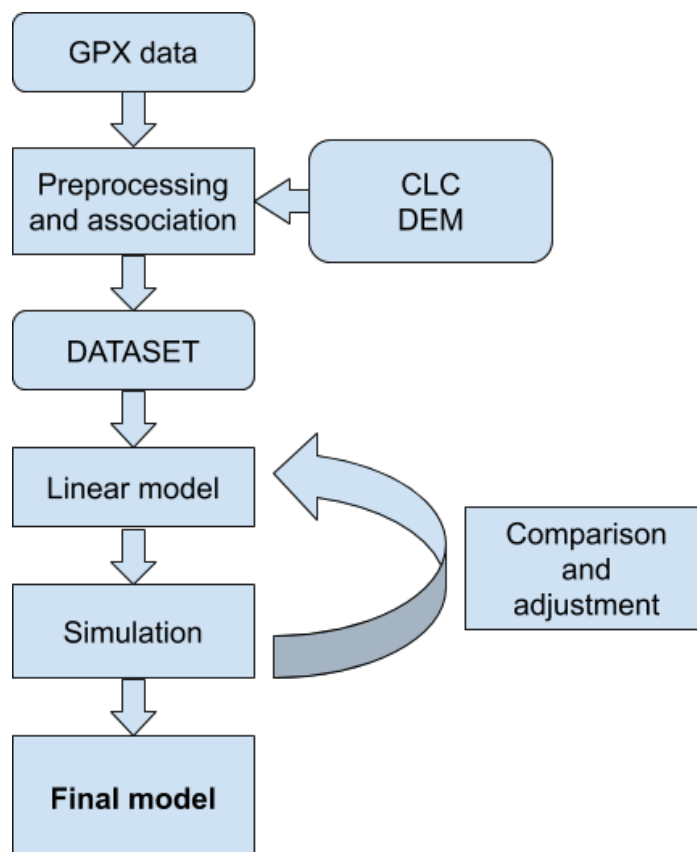 GPX data
Preprocessing
and association
CLC
DEM
DATASET
Linear model
Comparison
and
adjustment
Simulation
Final model